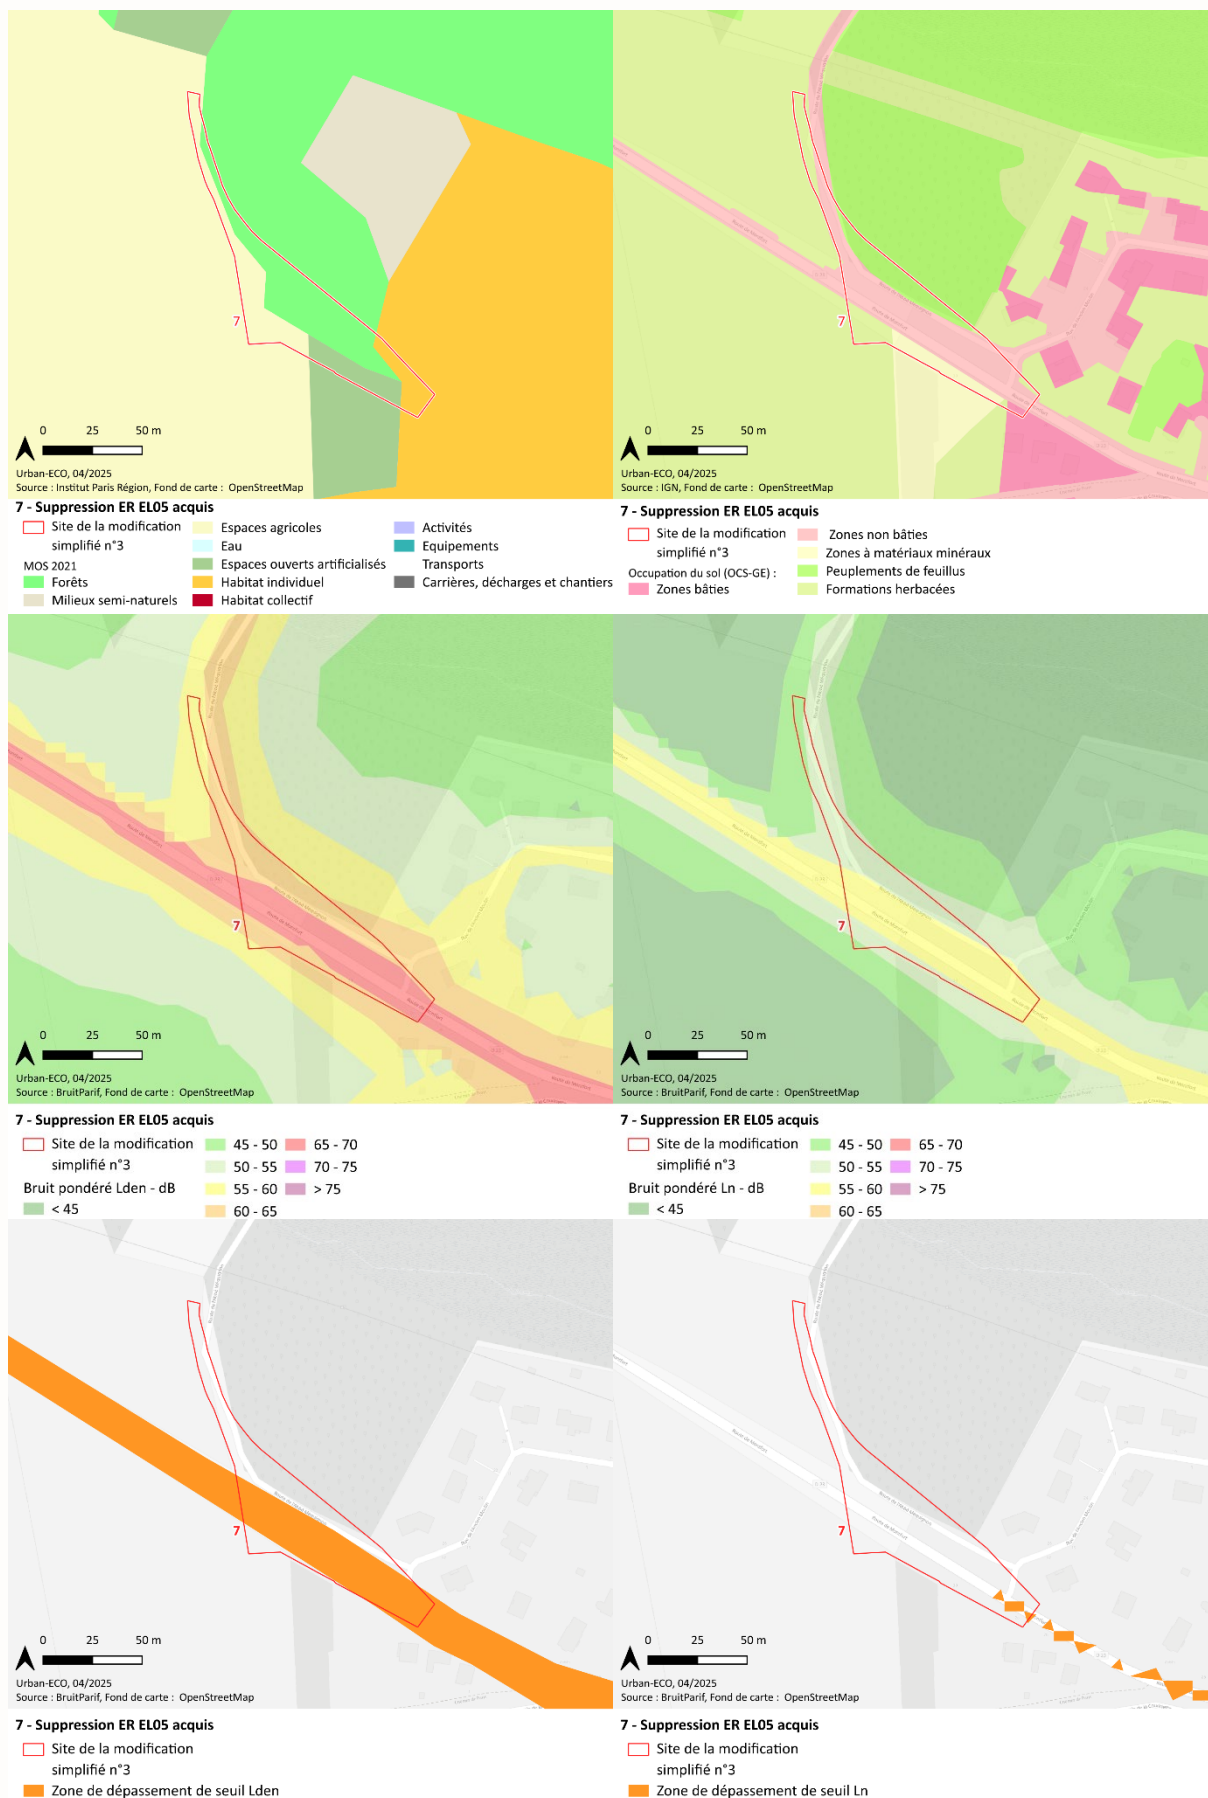 7
0 25 50 m
Urban-ECO, 04/2025
Source : Institut Paris Région, Fond de carte : OpenStreetMap
7 - Suppression ER EL05 acquis
Site de la modification
simplifié n°3
MOS 2021
Forêts
Milieux semi-naturels
Espaces agricoles
Eau
Espaces ouverts artificialisés
Habitat individuel
Habitat collectif
Activités
Equipements
Transports
Carrières, décharges et chantiers
7
0 25 50 m
Urban-ECO, 04/2025
Source : IGN, Fond de carte : OpenStreetMap
7 - Suppression ER EL05 acquis
Site de la modification
simplifié n°3
Occupation du sol (OCS-GE) :
Zones bâties
Zones non bâties
Zones à matériaux minéraux
Peuplements de feuillus
Formations herbacées
7
0 25 50 m
Urban-ECO, 04/2025
Source : BruitParif, Fond de carte : OpenStreetMap
7 - Suppression ER EL05 acquis
Site de la modification
simplifié n°3
Bruit pondéré Lden - dB
< 45
45 - 50
50 - 55
55 - 60
60 - 65
65 - 70
70 - 75
> 75
7
0 25 50 m
Urban-ECO, 04/2025
Source : BruitParif, Fond de carte : OpenStreetMap
7 - Suppression ER EL05 acquis
Site de la modification
simplifié n°3
Bruit pondéré Ln - dB
< 45
45 - 50
50 - 55
55 - 60
60 - 65
65 - 70
70 - 75
> 75
7
0 25 50 m
Urban-ECO, 04/2025
Source : BruitParif, Fond de carte : OpenStreetMap
7 - Suppression ER EL05 acquis
Site de la modification
simplifié n°3
Zone de dépassement de seuil Lden
7
0 25 50 m
Urban-ECO, 04/2025
Source : BruitParif, Fond de carte : OpenStreetMap
7 - Suppression ER EL05 acquis
Site de la modification
simplifié n°3
Zone de dépassement de seuil Ln